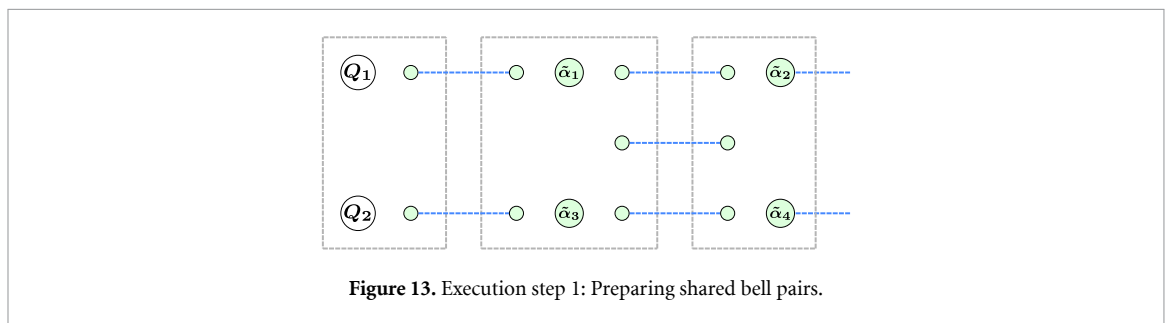 Q₁ α̃₁ α̃₂
Q₂ α̃₃ α̃₄
Figure 13. Execution step 1: Preparing shared bell pairs.